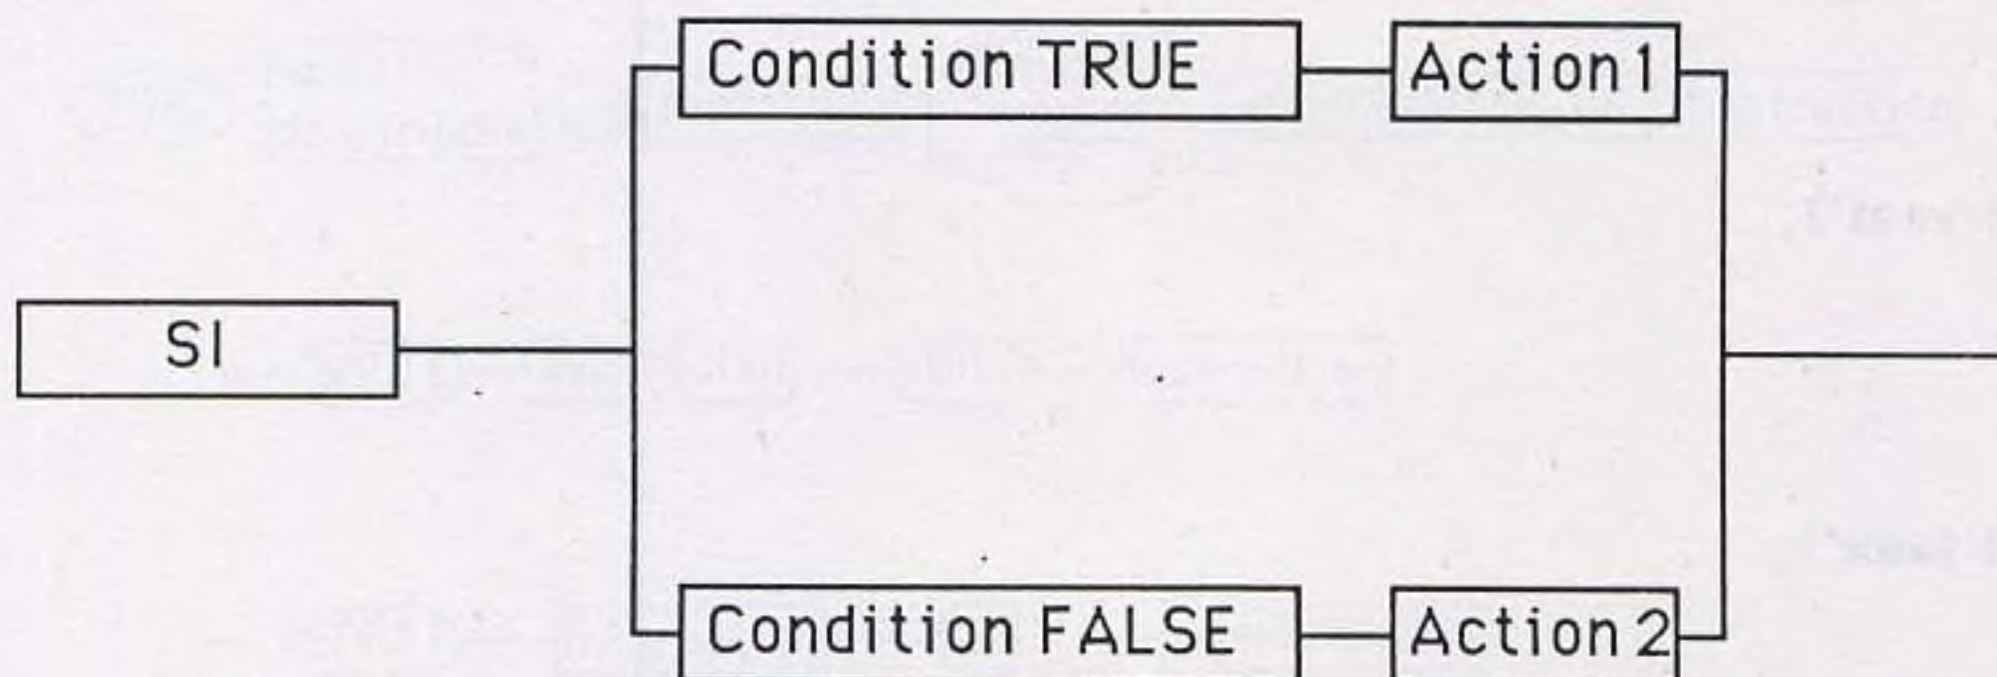 Condition TRUE
Action 1
SI
Condition FALSE
Action 2